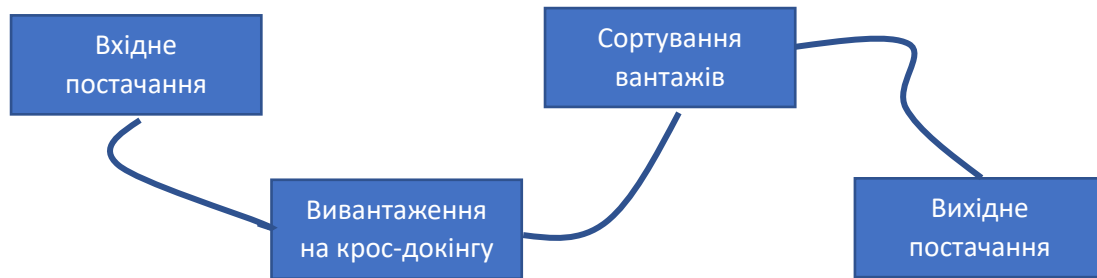 Вхідне
постачання
Вивантаження
на крос-докінгу
Сортування
вантажів
Вихідне
постачання